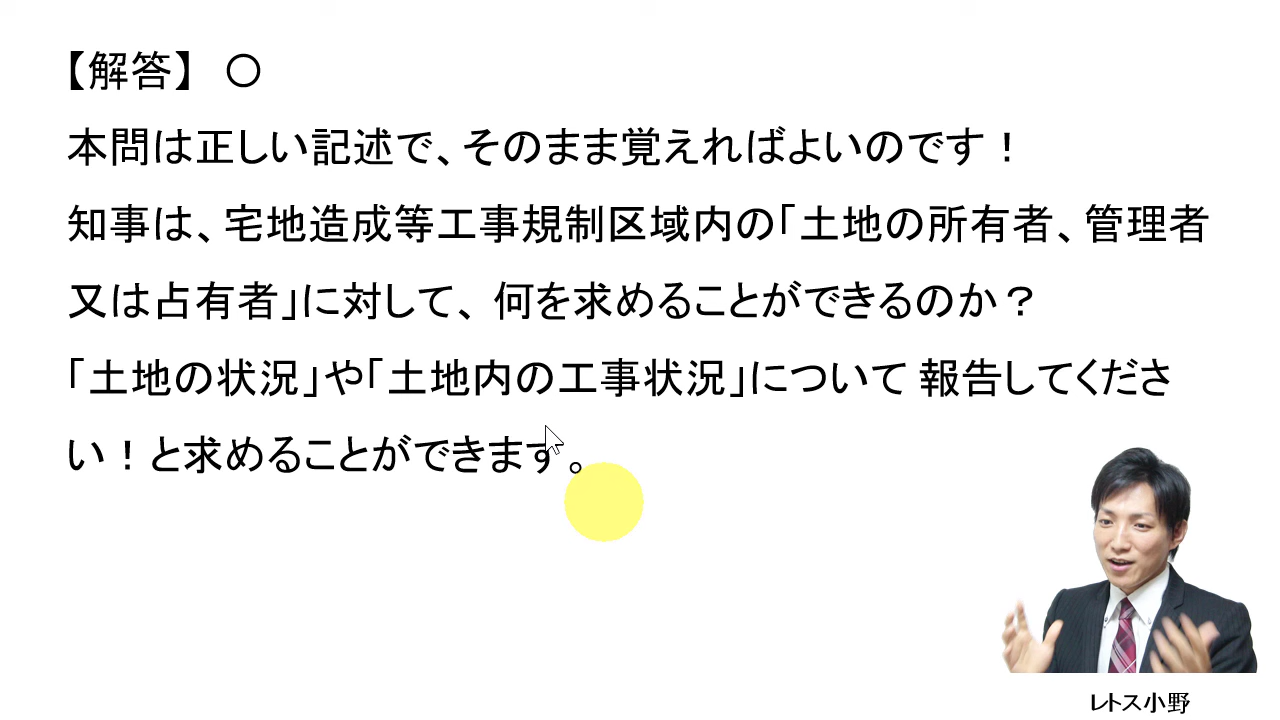 【解答】 〇
本問は正しい記述で、そのまま覚えればよいのです！
知事は、宅地造成等工事規制区域内の「土地の所有者、管理者
又は占有者」に対して、何を求めることができるのか？
「土地の状況」や「土地内の工事状況」について 報告してくださ
い！と求めることができます。
レトス小野